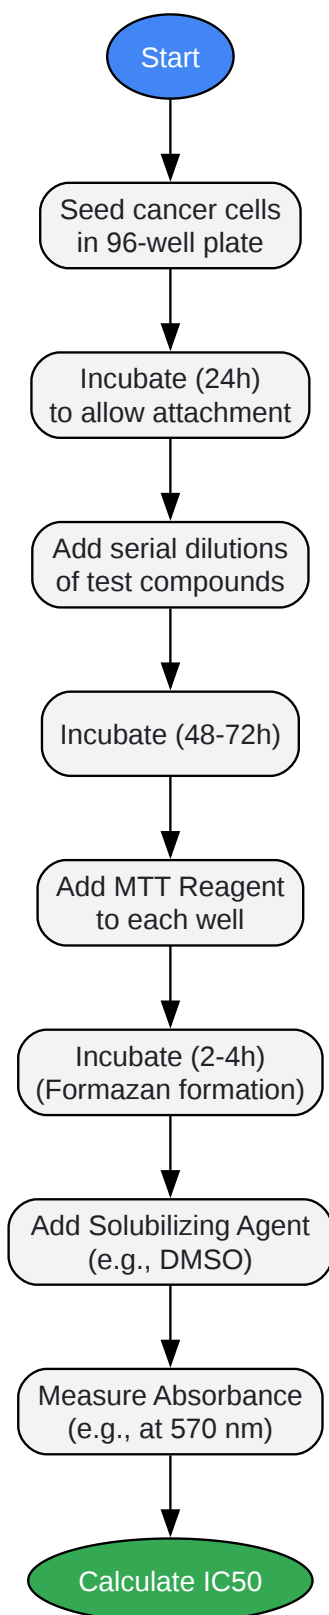 Start
Seed cancer cells
in 96-well plate
Incubate (24h)
to allow attachment
Add serial dilutions
of test compounds
Incubate (48-72h)
Add MTT Reagent
to each well
Incubate (2-4h)
(Formazan formation)
Add Solubilizing Agent
(e.g., DMSO)
Measure Absorbance
(e.g., at 570 nm)
Calculate IC50